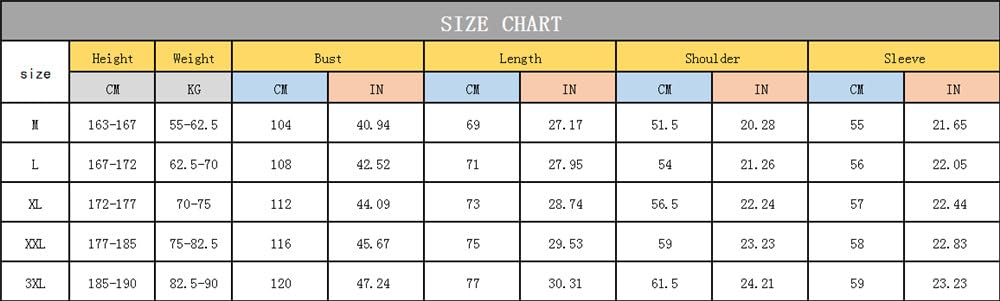 SIZE CHART
size Height Weight Bust Length Shoulder Sleeve
CM KG CM IN CM IN CM IN CM IN
M 163-167 55-62.5 104 40.94 69 27.17 51.5 20.28 55 21.65
L 167-172 62.5-70 108 42.52 71 27.95 54 21.26 56 22.05
XL 172-177 70-75 112 44.09 73 28.74 56.5 22.24 57 22.44
XXL 177-185 75-82.5 116 45.67 75 29.53 59 23.23 58 22.83
3XL 185-190 82.5-90 120 47.24 77 30.31 61.5 24.21 59 23.23